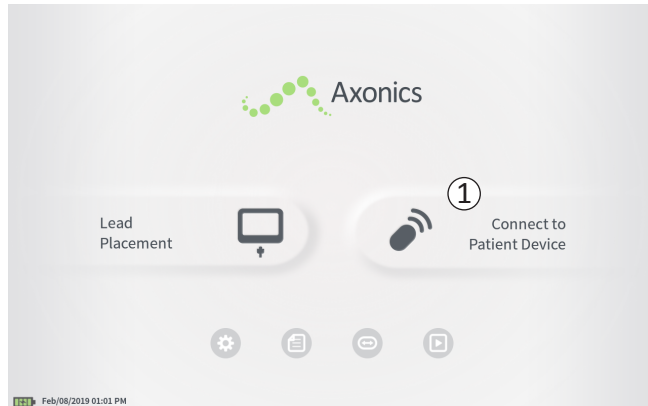 Axonics
①
Lead
Placement
Connect to
Patient Device
Feb/08/2019 01:01 PM